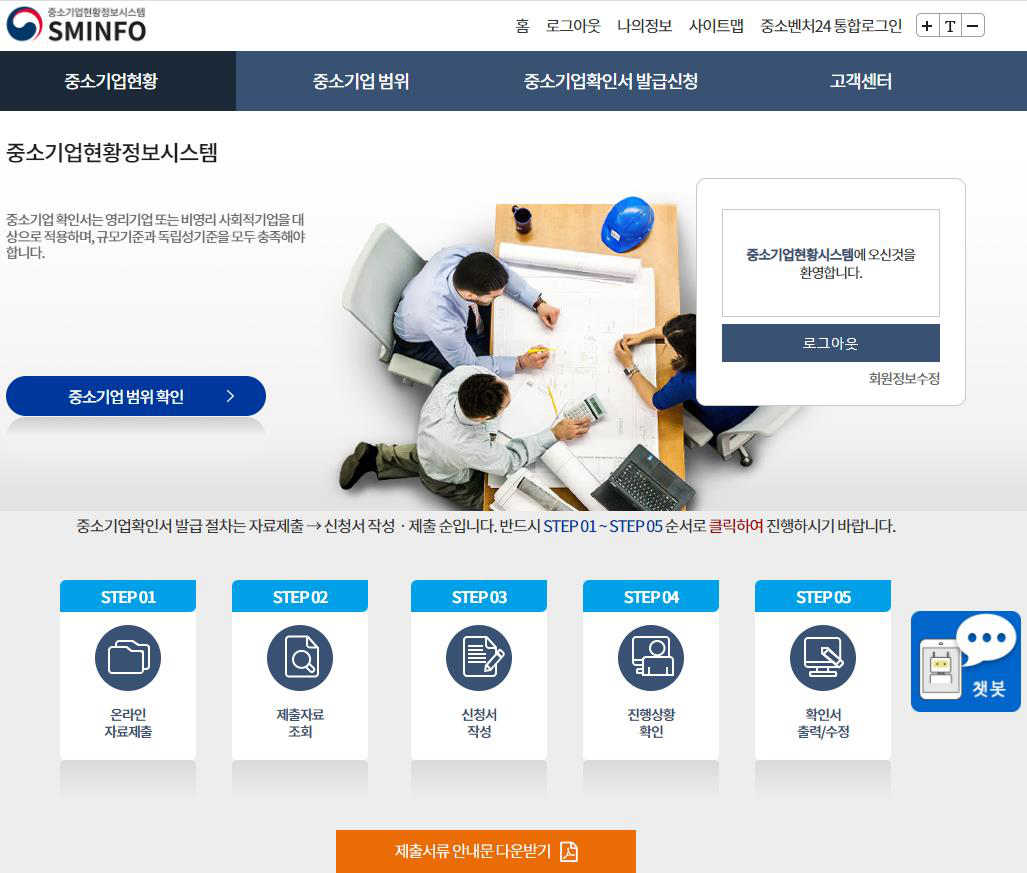 중소기업현황정보시스템
SMINFO
홈 로그아웃 나의정보 사이트맵 중소벤처24 통합로그인 + T -
중소기업현황 중소기업 범위 중소기업확인서 발급신청 고객센터
중소기업현황정보시스템
중소기업 확인서는 영리기업 또는 비영리 사회적기업을 대
상으로 적용하며, 규모기준과 독립성기준을 모두 충족해야
합니다.
중소기업 범위 확인 >
중소기업현황시스템에 오신것을
환영합니다.
로그아웃
회원정보수정
중소기업확인서 발급 절차는 자료제출 → 신청서 작성 · 제출 순입니다. 반드시 STEP 01 ~ STEP 05 순서로 클릭하여 진행하시기 바랍니다.
STEP 01
온라인
자료제출
STEP 02
제출자료
조회
STEP 03
신청서
작성
STEP 04
진행상황
확인
STEP 05
확인서
출력/수정
챗봇
제출서류 안내문 다운받기